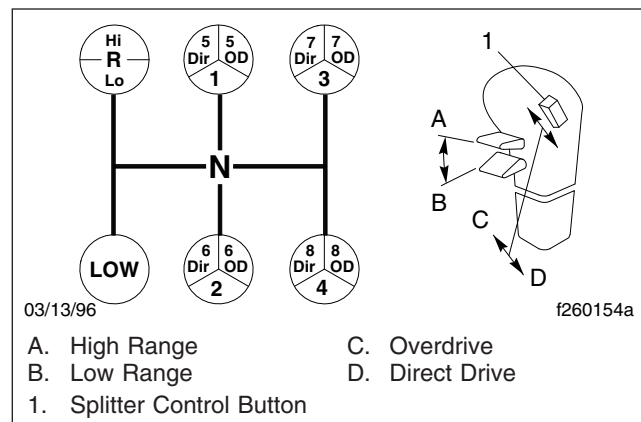 Hi
R
Lo
5 5
Dir OD
1
7 7
Dir OD
3
1
A
B
N
C
D
LOW
6 6
Dir OD
2
8 8
Dir OD
4
03/13/96
f260154a
A. High Range
B. Low Range
C. Overdrive
D. Direct Drive
1. Splitter Control Button